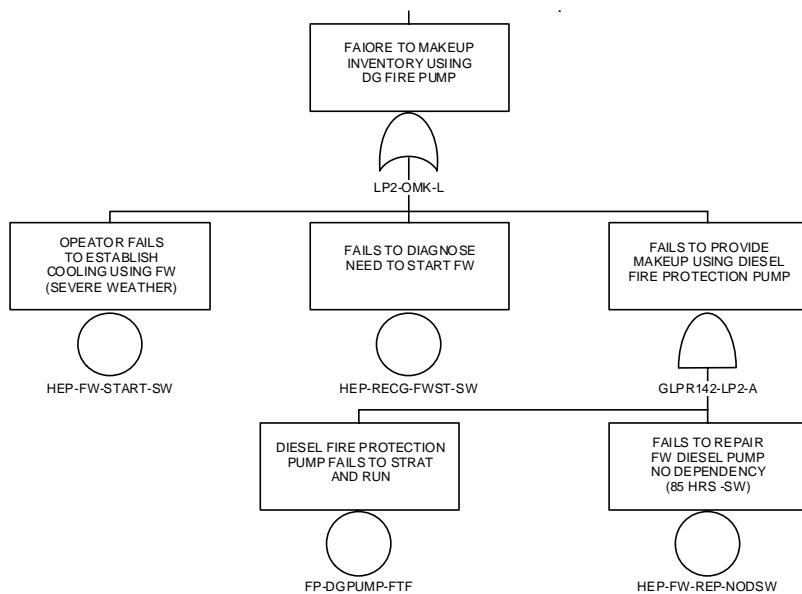 FAIORE TO MAKEUP
INVENTORY USIING
DG FIRE PUMP
LP2-OMK-L
OPEATOR FAILS
TO ESTABLISH
COOLING USING FW
(SEVERE WEATHER)
HEP-FW-START-SW
FAILS TO DIAGNOSE
NEED TO START FW
HEP-RECG-FWST-SW
FAILS TO PROVIDE
MAKEUP USING DIESEL
FIRE PROTECTION
PUMP
GLPR142-LP2-A
DIESEL FIRE PROTECTION
PUMP FAILS TO STRAT
AND RUN
FP-DGPUMP-FTF
FAILS TO REPAIR
FW DIESEL PUMP
NO DEPENDENCY
(85 HRS -SW)
HEP-FW-REP-NODSW